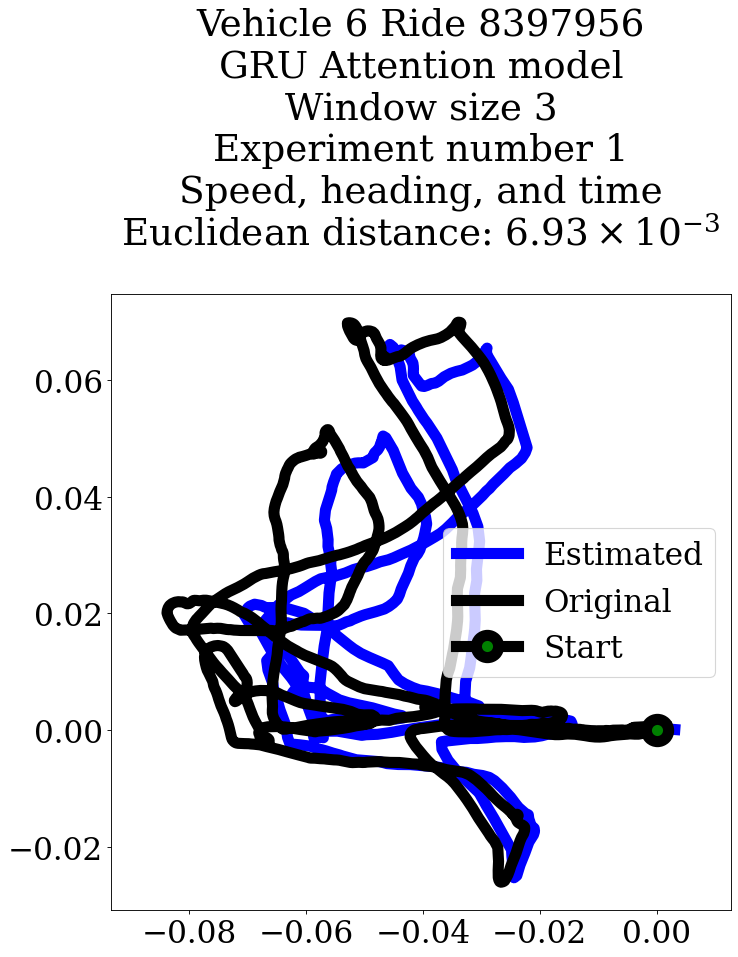 Vehicle 6 Ride 8397956
GRU Attention model
Window size 3
Experiment number 1
Speed, heading, and time
Euclidean distance: 6.93 × 10⁻³
0.06
0.04
0.02
0.00
−0.02
Estimated
Original
Start
−0.08 −0.06 −0.04 −0.02 0.00